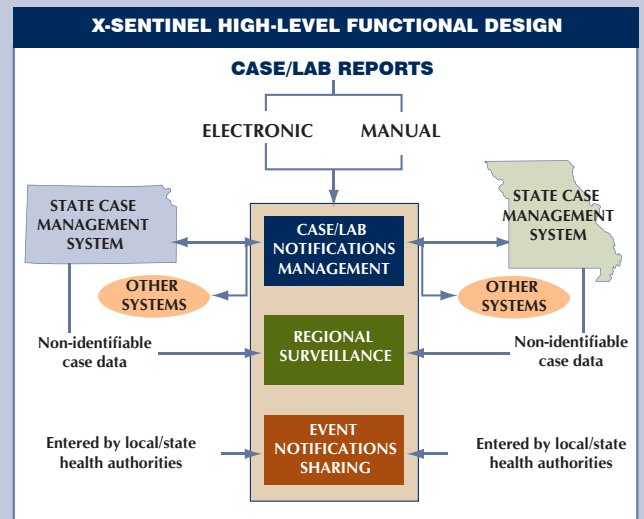 X-SENTINEL HIGH-LEVEL FUNCTIONAL DESIGN
CASE/LAB REPORTS
ELECTRONIC
MANUAL
STATE CASE
MANAGEMENT
SYSTEM
CASE/LAB
NOTIFICATIONS
MANAGEMENT
STATE CASE
MANAGEMENT
SYSTEM
OTHER
SYSTEMS
OTHER
SYSTEMS
Non-identifiable
case data
REGIONAL
SURVEILLANCE
Non-identifiable
case data
Entered by local/state
health authorities
EVENT
NOTIFICATIONS
SHARING
Entered by local/state
health authorities